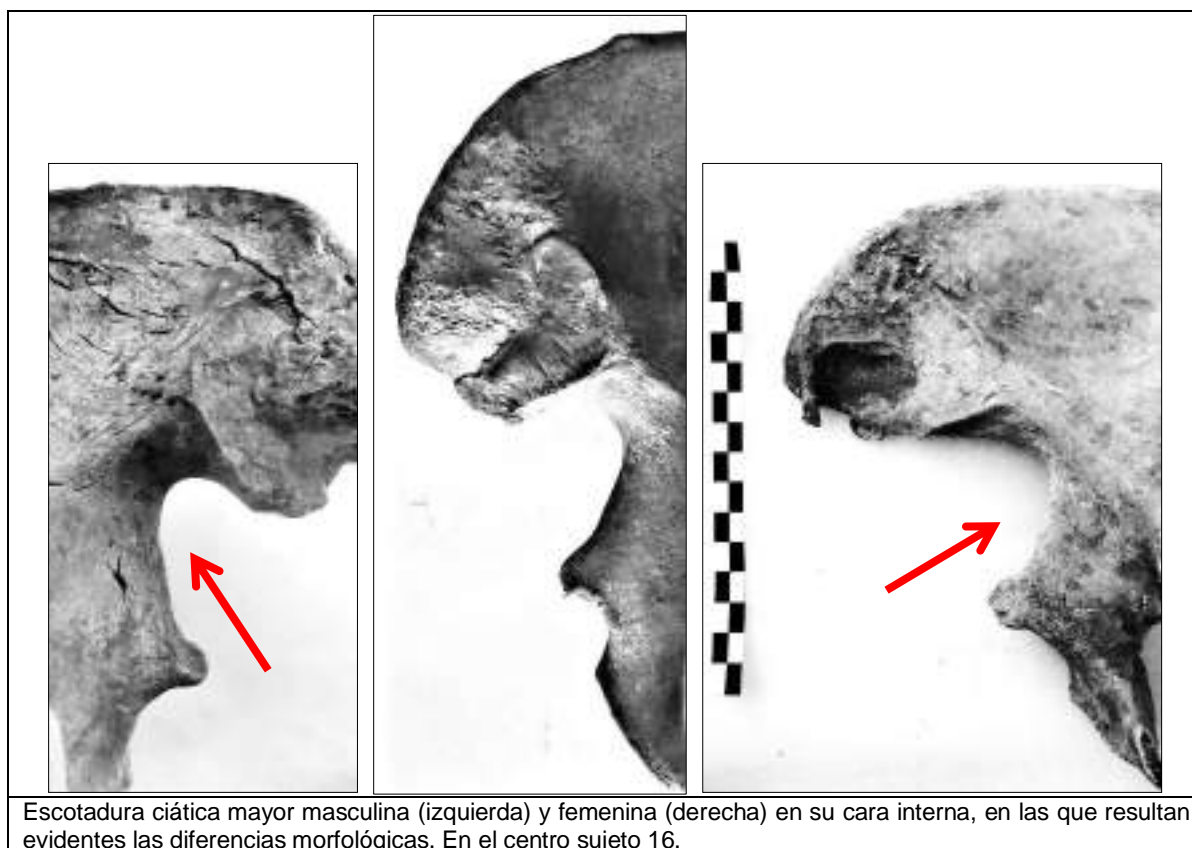 Escotadura ciática mayor masculina (izquierda) y femenina (derecha) en su cara interna, en las que resultan
evidentes las diferencias morfológicas. En el centro sujeto 16.